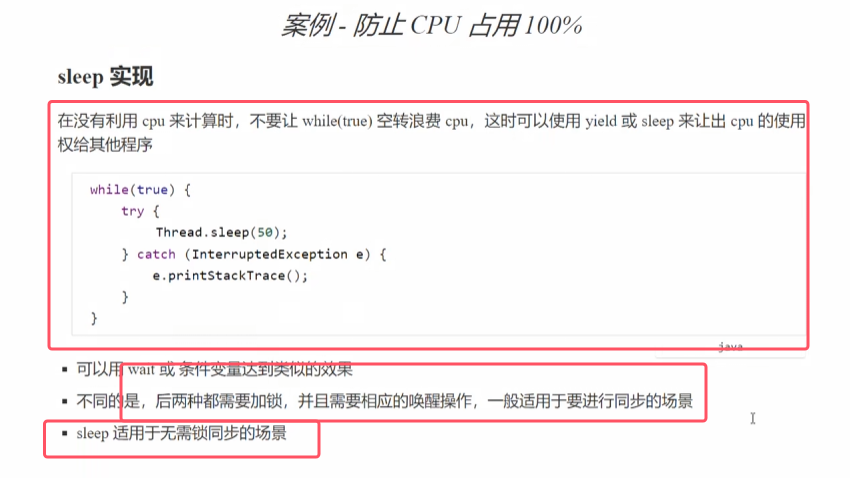 案例 - 防止 CPU 占用 100%
sleep 实现
在没有利用 cpu 来计算时，不要让 while(true) 空转浪费 cpu，这时可以使用 yield 或 sleep 来让出 cpu 的使用
权给其他程序
while(true) {
try {
Thread.sleep(50);
} catch (InterruptedException e) {
e.printStackTrace();
}
}
java
▪ 可以用 wait 或 条件变量达到类似的效果
▪ 不同的是，后两种都需要加锁，并且需要相应的唤醒操作，一般适用于要进行同步的场景
▪ sleep 适用于无需锁同步的场景